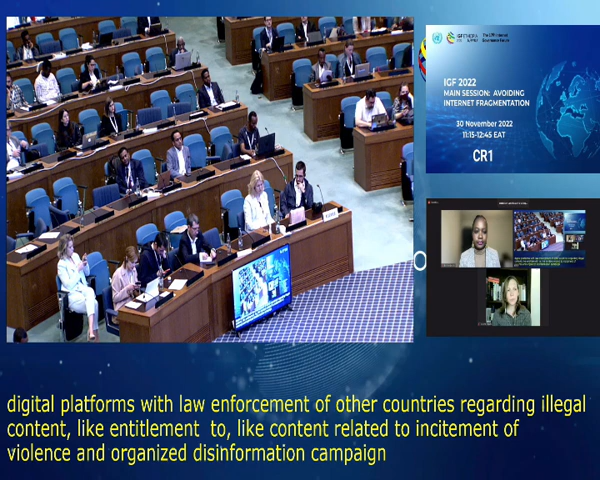 IGF 2022
MAIN SESSION: AVOIDING
INTERNET FRAGMENTATION
30 November 2022
11:15-12:45 EAT
CR1
digital platforms with law enforcement of other countries regarding illegal
content, like entitlement  to, like content related to incitement of
violence and organized disinformation campaign